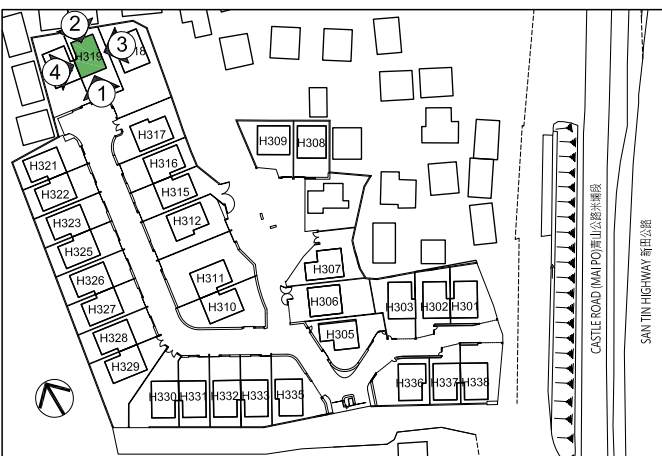 2
3
H319
18
4
1
H317
H309
H308
H316
H321
H315
H322
H312
H323
H325
H307
H311
H326
H306
H303
H302
H301
H327
H310
H328
H305
H329
H336
H337
H338
H330
H331
H332
H333
H335
CASTLE ROAD (MAI PO)青山公路米埔段
SAN TIN HIGHWAY 新田公路